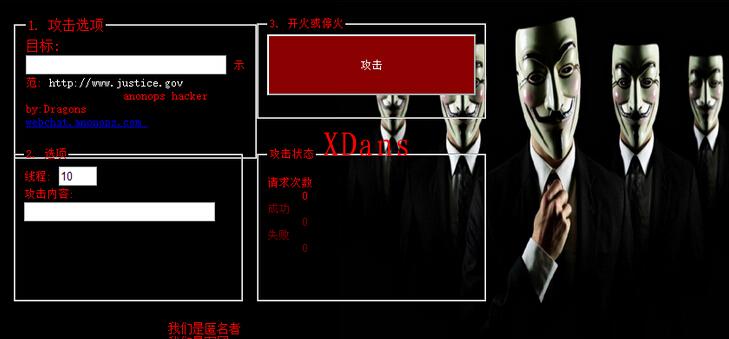 1. 攻击选项
目标:
示
范: http://www.justice.gov
anonops hacker
by:Dragons
webchat.anonops.com
2. 选项
线程: 10
攻击内容:
3. 开火或停火
攻击
XDans
攻击状态
请求次数
0
成功
0
失败
0
我们是匿名者